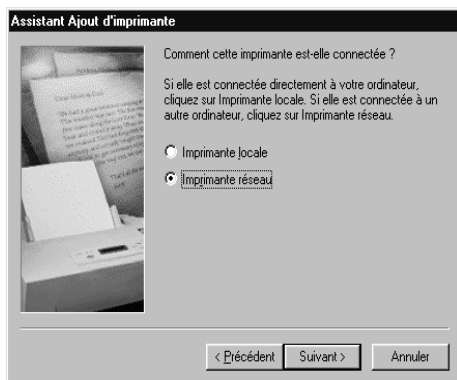 Assistant Ajout d'imprimante
Comment cette imprimante est-elle connectée ?
Si elle est connectée directement à votre ordinateur,
cliquez sur Imprimante locale. Si elle est connectée à un
autre ordinateur, cliquez sur Imprimante réseau.
Imprimante locale
Imprimante réseau
< Précédent
Suivant >
Annuler